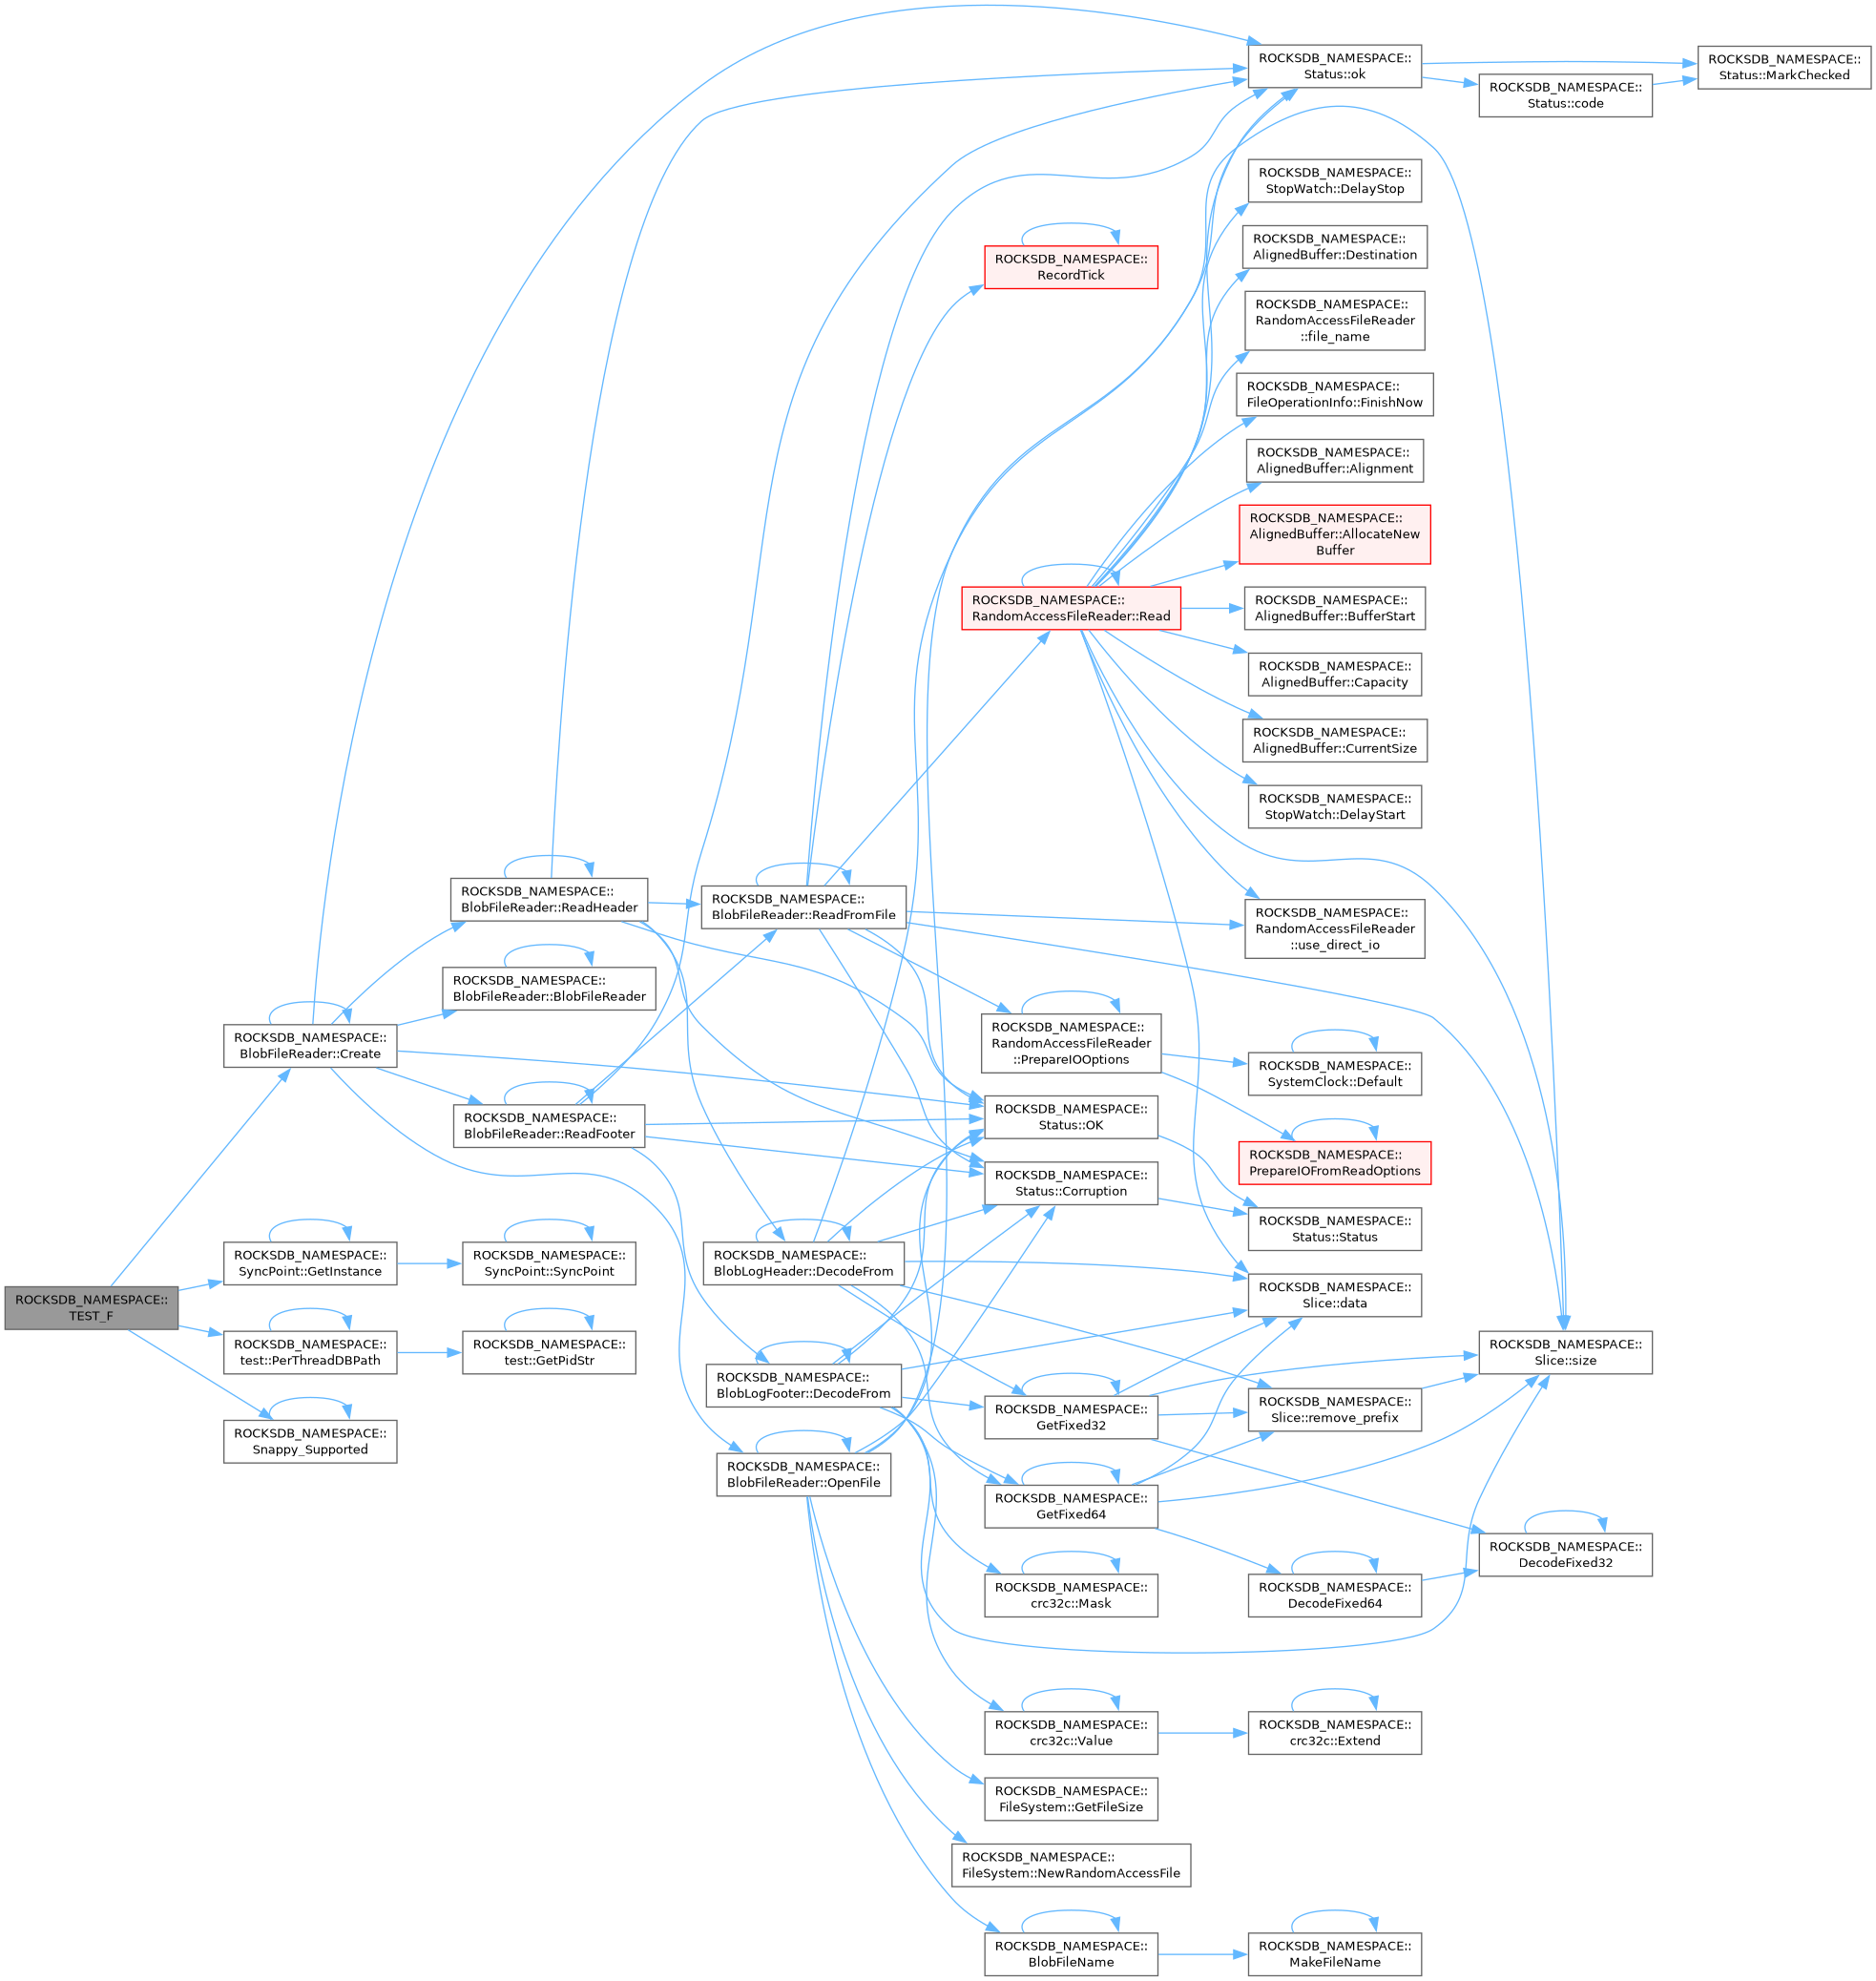 ROCKSDB_NAMESPACE::
TEST_F
ROCKSDB_NAMESPACE::
BlobFileReader::Create
ROCKSDB_NAMESPACE::
SyncPoint::GetInstance
ROCKSDB_NAMESPACE::
test::PerThreadDBPath
ROCKSDB_NAMESPACE::
Snappy_Supported
ROCKSDB_NAMESPACE::
BlobFileReader::ReadHeader
ROCKSDB_NAMESPACE::
BlobFileReader::BlobFileReader
ROCKSDB_NAMESPACE::
BlobFileReader::ReadFooter
ROCKSDB_NAMESPACE::
SyncPoint::SyncPoint
ROCKSDB_NAMESPACE::
test::GetPidStr
ROCKSDB_NAMESPACE::
BlobFileReader::ReadFromFile
ROCKSDB_NAMESPACE::
BlobLogHeader::DecodeFrom
ROCKSDB_NAMESPACE::
BlobLogFooter::DecodeFrom
ROCKSDB_NAMESPACE::
BlobFileReader::OpenFile
ROCKSDB_NAMESPACE::
RecordTick
ROCKSDB_NAMESPACE::
RandomAccessFileReader::Read
ROCKSDB_NAMESPACE::
RandomAccessFileReader
::PrepareIOOptions
ROCKSDB_NAMESPACE::
Status::OK
ROCKSDB_NAMESPACE::
Status::Corruption
ROCKSDB_NAMESPACE::
GetFixed32
ROCKSDB_NAMESPACE::
GetFixed64
ROCKSDB_NAMESPACE::
crc32c::Mask
ROCKSDB_NAMESPACE::
crc32c::Value
ROCKSDB_NAMESPACE::
FileSystem::GetFileSize
ROCKSDB_NAMESPACE::
FileSystem::NewRandomAccessFile
ROCKSDB_NAMESPACE::
BlobFileName
ROCKSDB_NAMESPACE::
Status::ok
ROCKSDB_NAMESPACE::
StopWatch::DelayStop
ROCKSDB_NAMESPACE::
AlignedBuffer::Destination
ROCKSDB_NAMESPACE::
RandomAccessFileReader
::file_name
ROCKSDB_NAMESPACE::
FileOperationInfo::FinishNow
ROCKSDB_NAMESPACE::
AlignedBuffer::Alignment
ROCKSDB_NAMESPACE::
AlignedBuffer::AllocateNew
Buffer
ROCKSDB_NAMESPACE::
AlignedBuffer::BufferStart
ROCKSDB_NAMESPACE::
AlignedBuffer::Capacity
ROCKSDB_NAMESPACE::
AlignedBuffer::CurrentSize
ROCKSDB_NAMESPACE::
StopWatch::DelayStart
ROCKSDB_NAMESPACE::
RandomAccessFileReader
::use_direct_io
ROCKSDB_NAMESPACE::
SystemClock::Default
ROCKSDB_NAMESPACE::
PrepareIOFromReadOptions
ROCKSDB_NAMESPACE::
Status::Status
ROCKSDB_NAMESPACE::
Slice::data
ROCKSDB_NAMESPACE::
Slice::remove_prefix
ROCKSDB_NAMESPACE::
DecodeFixed64
ROCKSDB_NAMESPACE::
crc32c::Extend
ROCKSDB_NAMESPACE::
MakeFileName
ROCKSDB_NAMESPACE::
Status::code
ROCKSDB_NAMESPACE::
Slice::size
ROCKSDB_NAMESPACE::
DecodeFixed32
ROCKSDB_NAMESPACE::
Status::MarkChecked